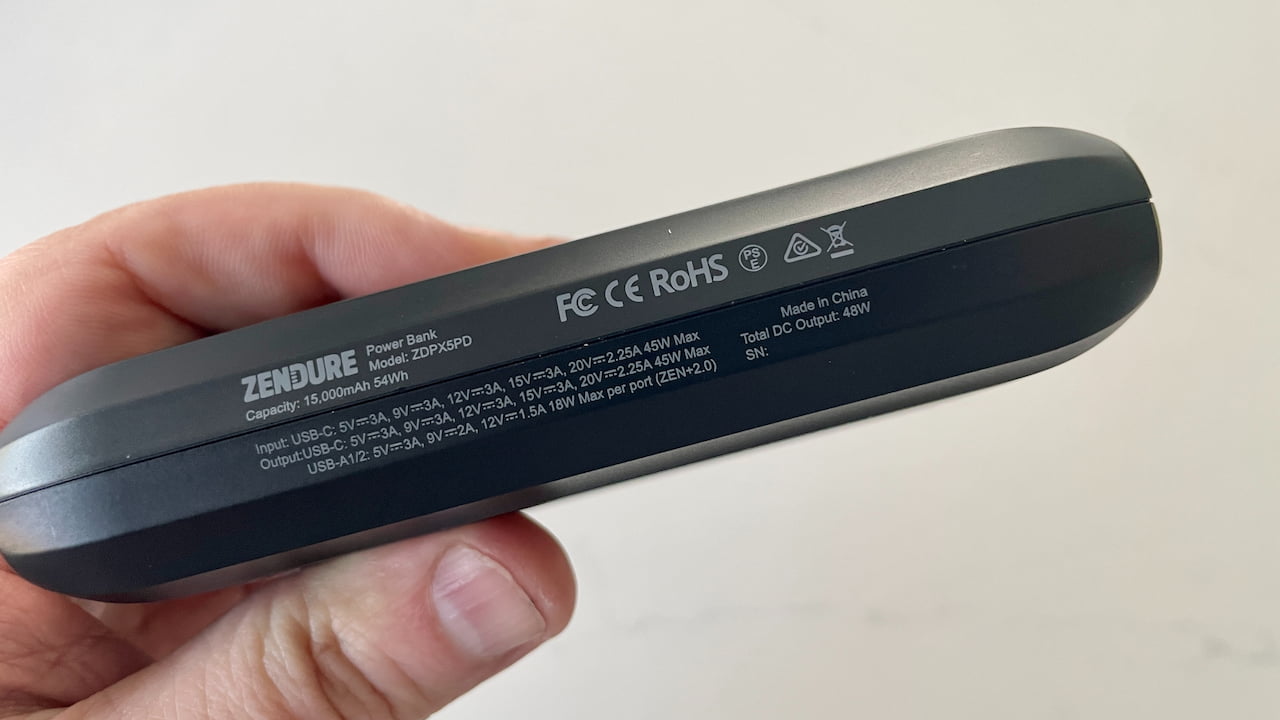 ZENDURE
Power Bank
Model: ZDPX5PD
Capacity: 15,000mAh 54Wh
FC CE RoHS PSE
Input: USB-C: 5V⎓3A, 9V⎓3A, 12V⎓3A, 15V⎓3A, 20V⎓2.25A 45W Max
Output:USB-C: 5V⎓3A, 9V⎓3A, 12V⎓3A, 15V⎓3A, 20V⎓2.25A 45W Max
USB-A1/2: 5V⎓3A, 9V⎓2A, 12V⎓1.5A 18W Max per port (ZEN+2.0)
Made in China
Total DC Output: 48W
SN: